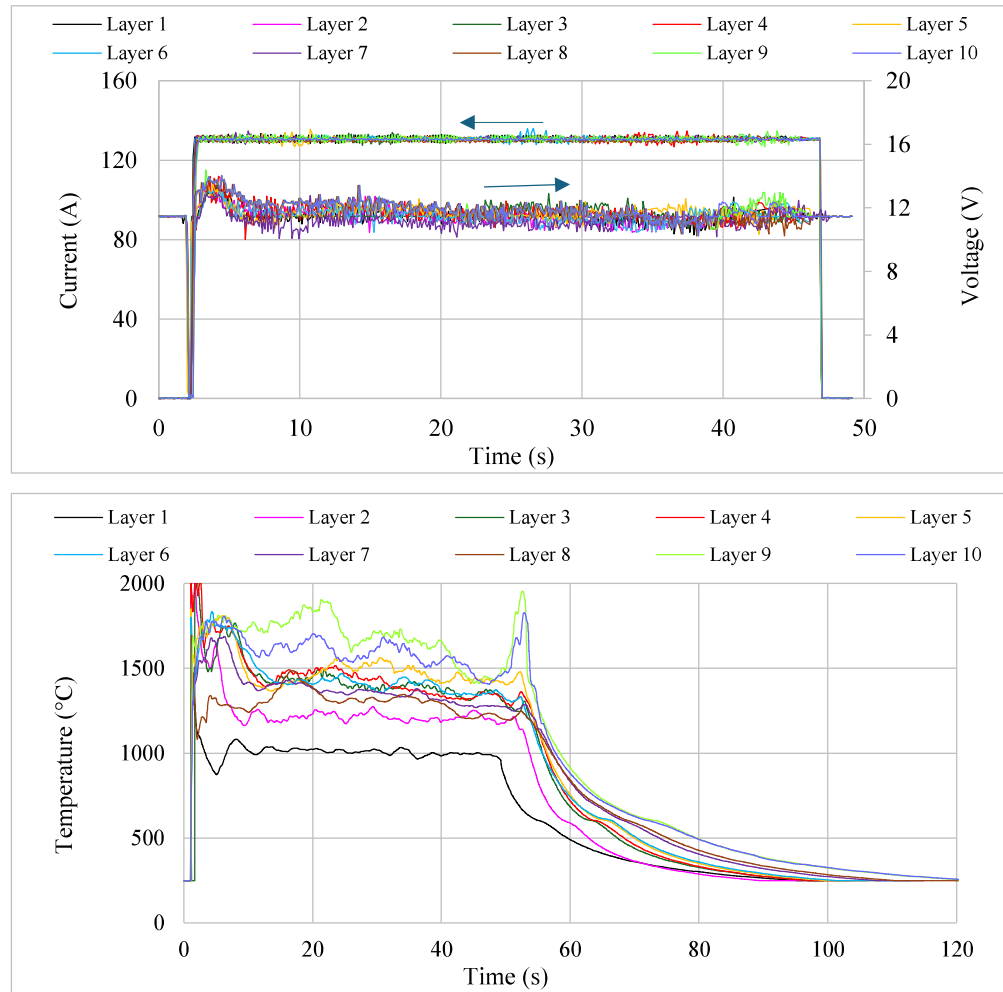 Layer 1 Layer 2 Layer 3 Layer 4 Layer 5
Layer 6 Layer 7 Layer 8 Layer 9 Layer 10
160 20
120 16
12
80
8
40
4
0 0
0 10 20 30 40 50
Current (A)
Voltage (V)
Time (s)
Layer 1 Layer 2 Layer 3 Layer 4 Layer 5
Layer 6 Layer 7 Layer 8 Layer 9 Layer 10
2000
1500
1000
500
0
0 20 40 60 80 100 120
Temperature (°C)
Time (s)